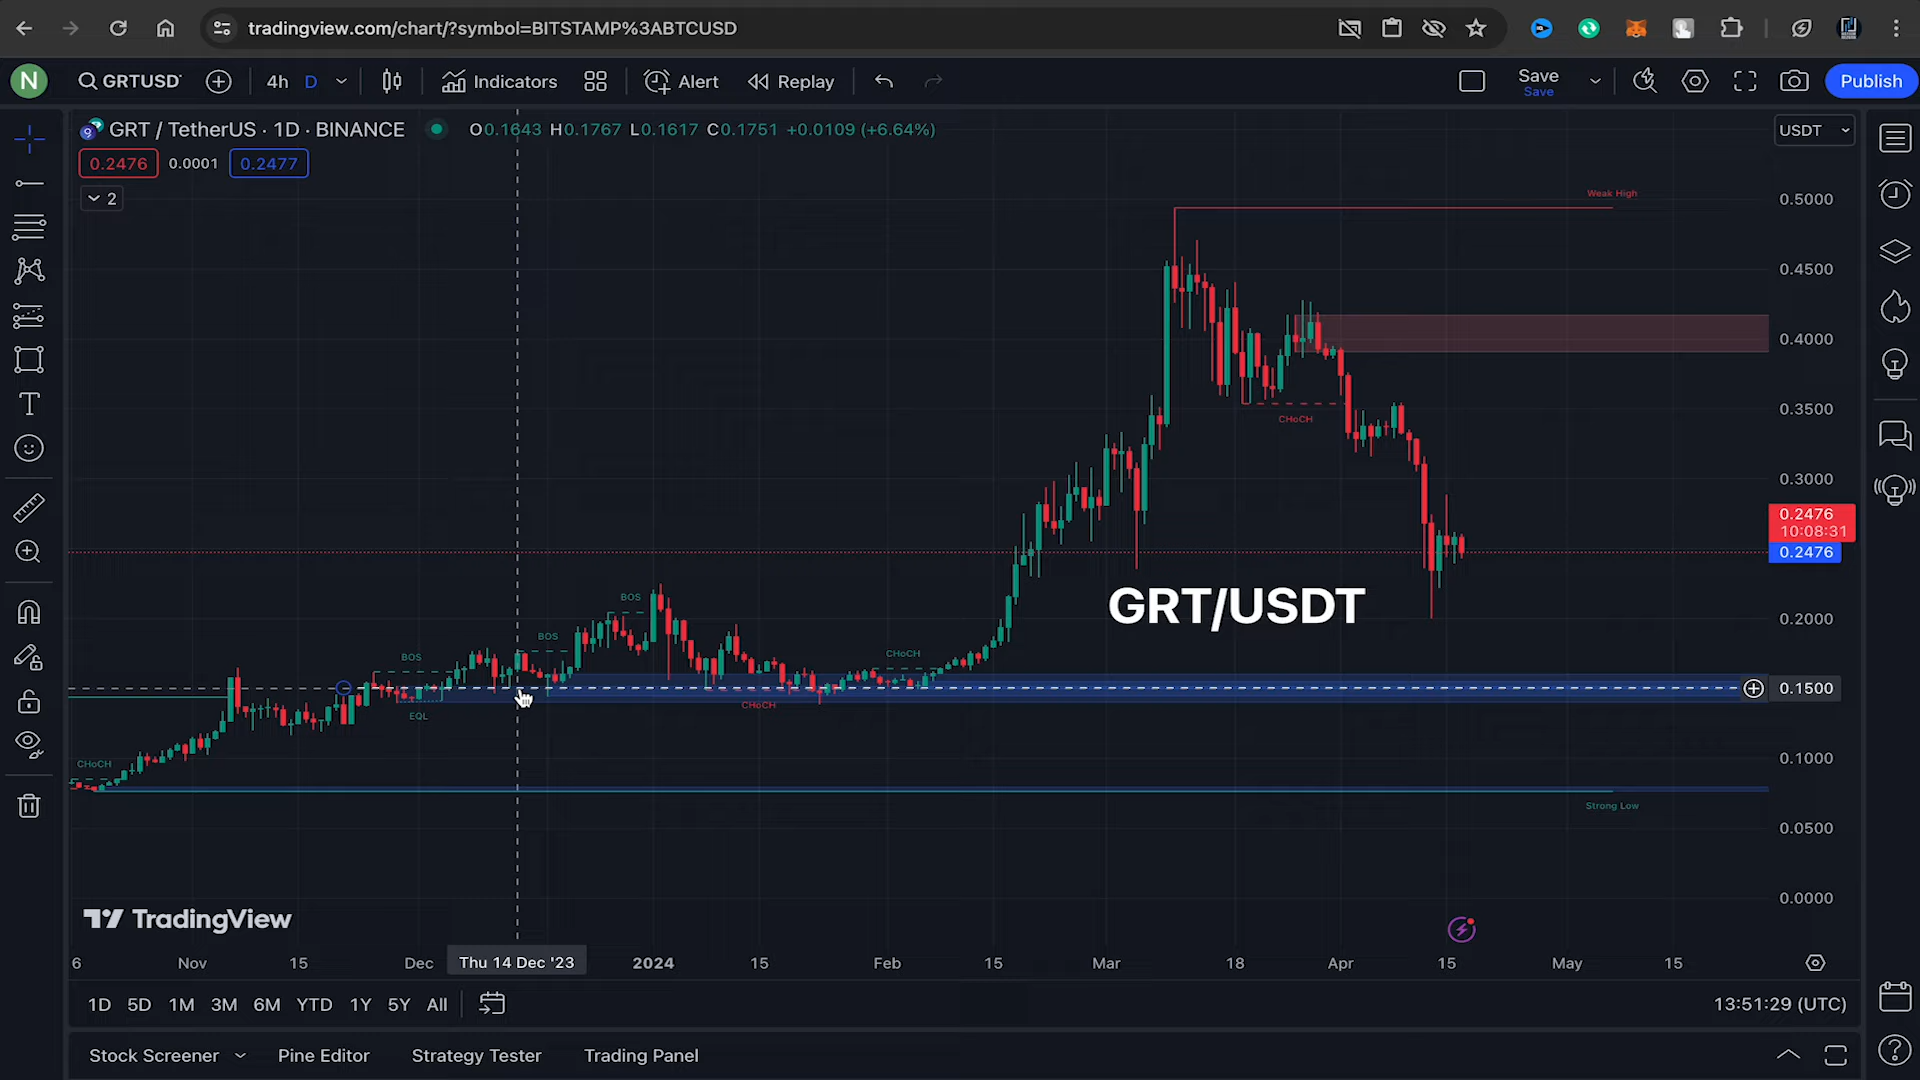 tradingview.com/chart/?symbol=BITSTAMP%3ABTCUSD
N
GRTUSDT
4h D
Indicators
Alert
Replay
Save
Save
Publish
GRT / TetherUS · 1D · BINANCE
O0.1643 H0.1767 L0.1617 C0.1751 +0.0109 (+6.64%)
USDT
0.2476 0.0001 0.2477
2
Weak High
0.5000
0.4500
0.4000
0.3500
CHoCH
0.3000
0.2476
10:08:31
0.2476
GRT/USDT
0.2000
BOS
BOS
BOS
CHoCH
0.1500
CHoCH
EQL
0.1000
CHoCH
Strong Low
0.0500
0.0000
TradingView
6 Nov 15 Dec Thu 14 Dec '23 2024 15 Feb 15 Mar 18 Apr 15 May 15
1D 5D 1M 3M 6M YTD 1Y 5Y All
13:51:29 (UTC)
Stock Screener Pine Editor Strategy Tester Trading Panel